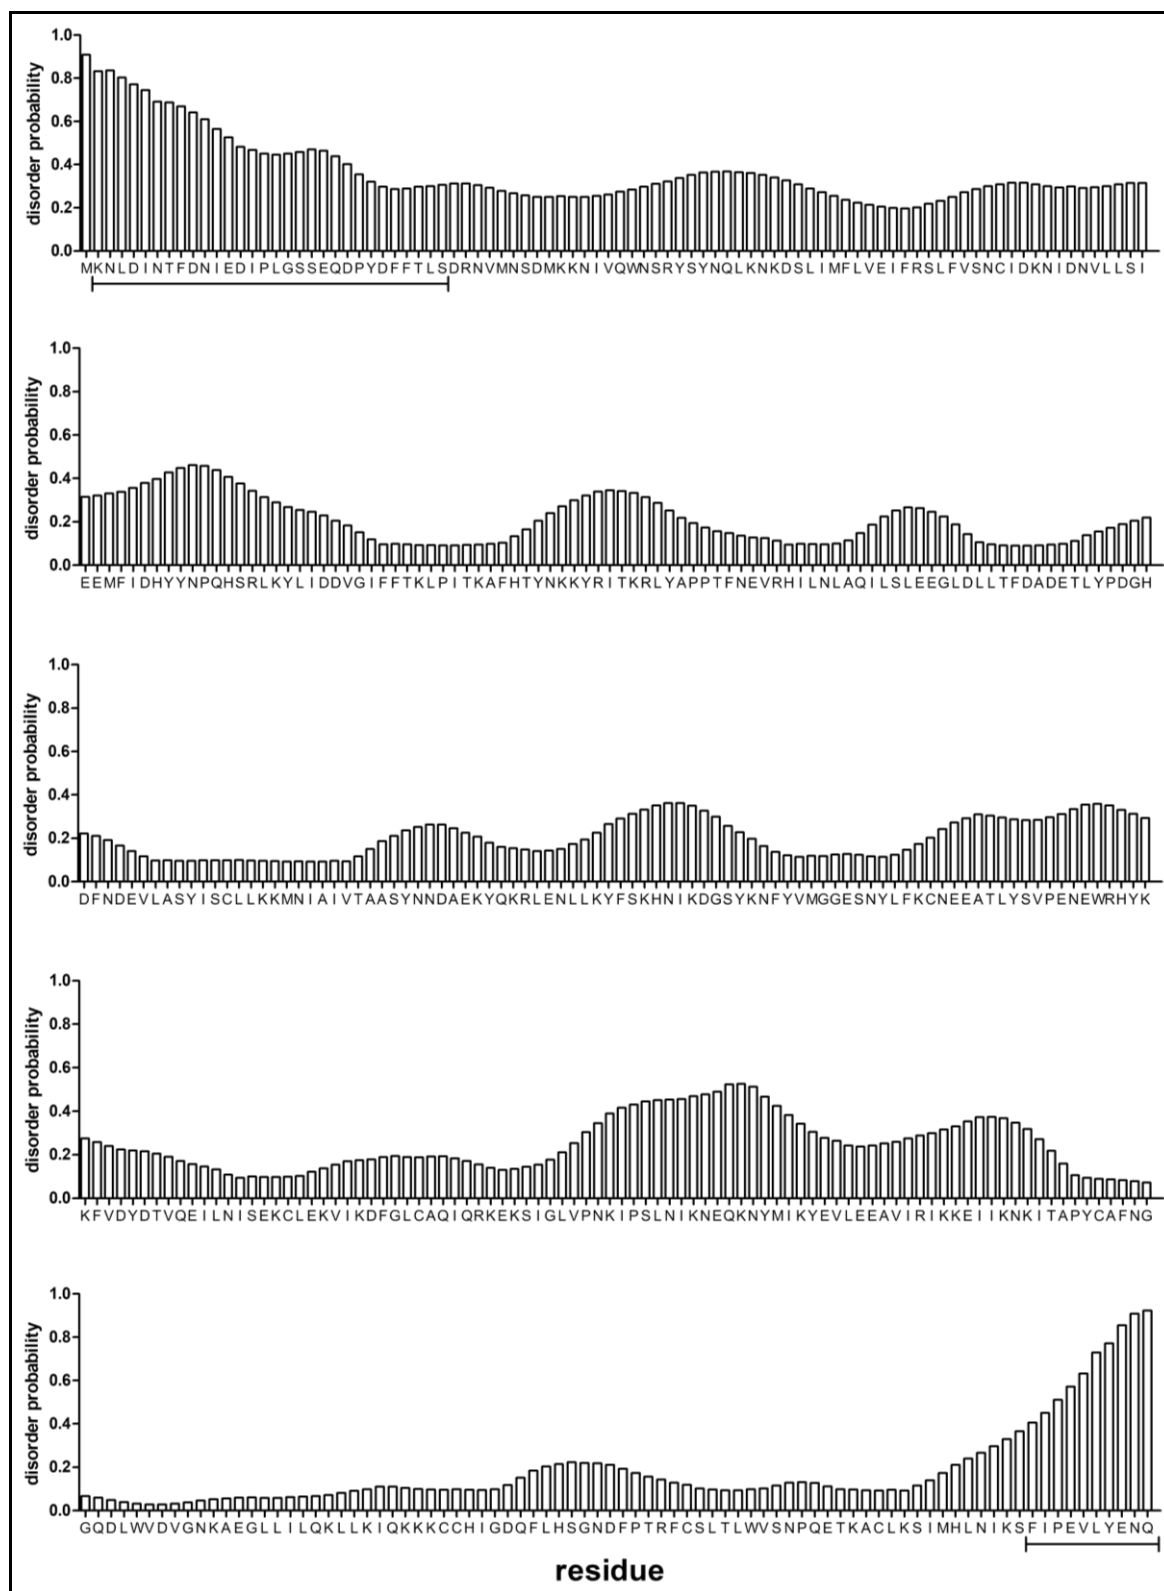 disorder probability
1.0
0.8
0.6
0.4
0.2
0.0
MKNLDINTFDNIEDIPLGSSEQDPYDFFTLSDRNVMNSDMKKNIVQWNSRYSYNQLKNKDSLIMFLVEIFRSLFVSNCIDKNIDNVLLSI
disorder probability
1.0
0.8
0.6
0.4
0.2
0.0
EEMFIDHYYNPQHSRLKYLIDDVGIFFTKLPITKAFHTYNKKYRITKRLYAPPTFNEVRHILNLAQILSLEEGLDLLTFDADETLYPDGH
disorder probability
1.0
0.8
0.6
0.4
0.2
0.0
DFNDEVLASYISCLLKKMNIAIVTAASYNNDAEKYQKRLENLLKYFSKHNIKDGSYKNFYVMGGESNYLFKCNEEATLYSVPENEWRHYK
disorder probability
1.0
0.8
0.6
0.4
0.2
0.0
KFVDYDTVQEILNISEKCLEKVIKDFGLCAQIQRKEKSIGLVPNKIPSLNIKNEQKNYMIKYEVLEEAVIRIKKEIIKNKITAPYCAFNG
disorder probability
1.0
0.8
0.6
0.4
0.2
0.0
GQDLWVDVGNKAEGLLILQKLLKIQKKKCCHIGDQFLHSGNDFPTRFCSLTLWVSNPQETKACLKSIMHLNIKSFIPEVLYENQ
residue